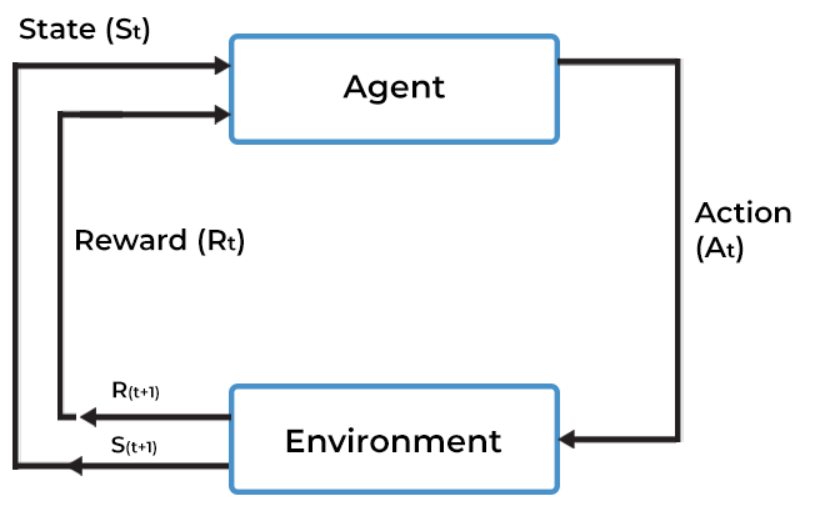 State (St)
Agent
Action
(At)
Reward (Rt)
R(t+1)
S(t+1)
Environment